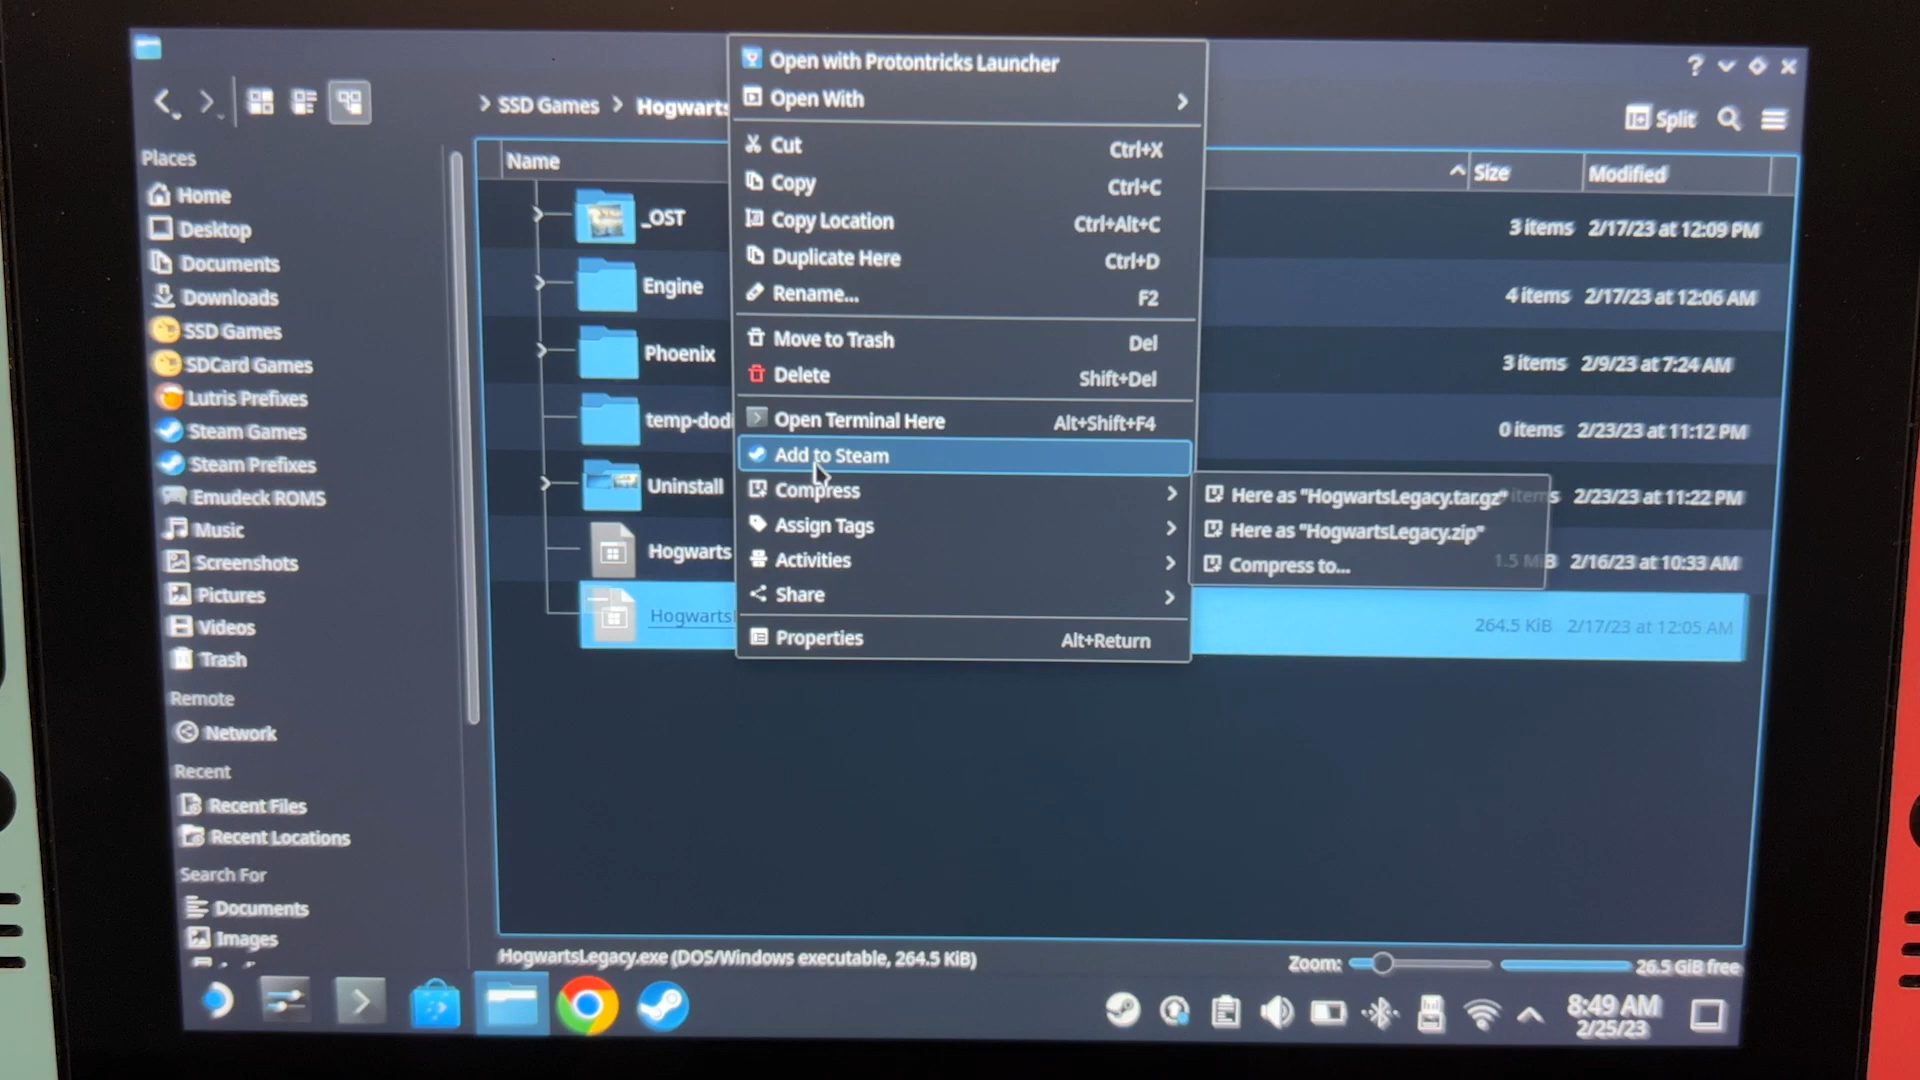 Open with Protontricks Launcher
Open With
SSD Games
Hogwarts
Split
Places
Home
Desktop
Documents
Downloads
SSD Games
SDCard Games
Lutris Prefixes
Steam Games
Steam Prefixes
Emudeck ROMS
Music
Screenshots
Pictures
Videos
Trash
Remote
Network
Recent
Recent Files
Recent Locations
Search For
Documents
Images
Name
Size
Modified
_OST
3 items 2/17/23 at 12:09 PM
Engine
4 items 2/17/23 at 12:06 AM
Phoenix
3 items 2/9/23 at 7:24 AM
temp-dodi
0 items 2/23/23 at 11:12 PM
Uninstall
items 2/23/23 at 11:22 PM
Hogwarts
1.5 MiB 2/16/23 at 10:33 AM
Hogwarts
264.5 KiB 2/17/23 at 12:05 AM
Cut Ctrl+X
Copy Ctrl+C
Copy Location Ctrl+Alt+C
Duplicate Here Ctrl+D
Rename... F2
Move to Trash Del
Delete Shift+Del
Open Terminal Here Alt+Shift+F4
Add to Steam
Compress
Assign Tags
Activities
Share
Properties Alt+Return
Here as "HogwartsLegacy.tar.gz"
Here as "HogwartsLegacy.zip"
Compress to...
HogwartsLegacy.exe (DOS/Windows executable, 264.5 KiB)
Zoom:
26.5 GiB free
8:49 AM
2/25/23